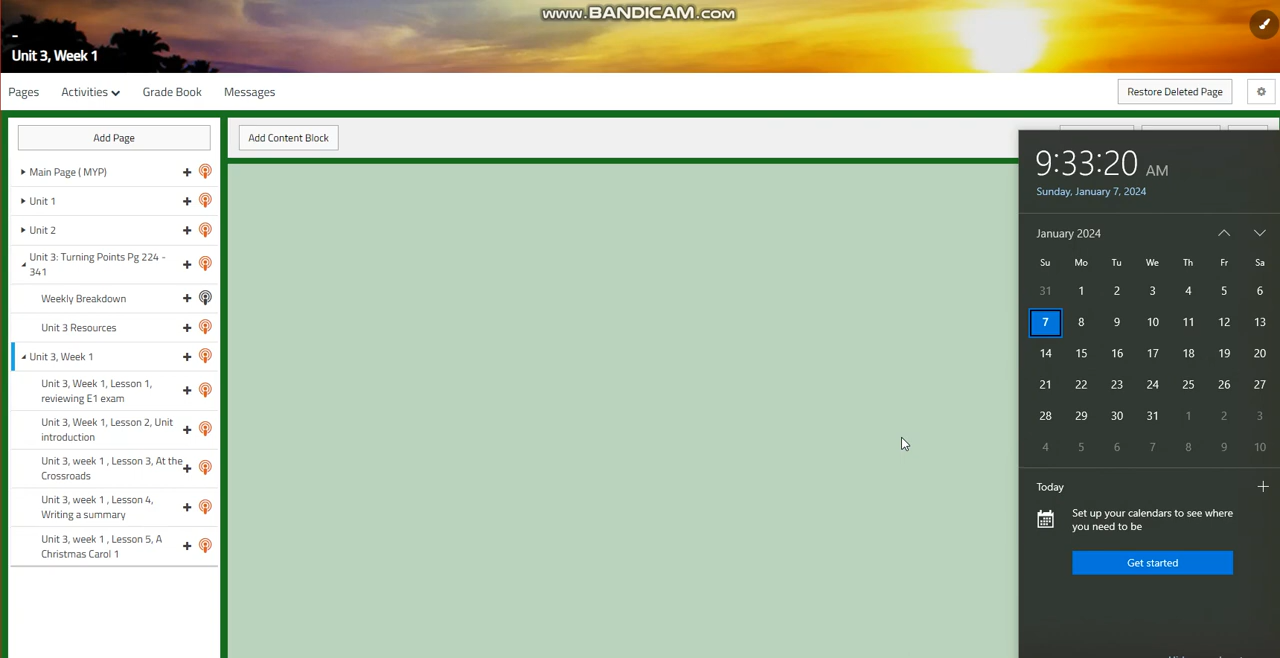 www.BANDICAM.com
-
Unit 3, Week 1
Pages
Activities
Grade Book
Messages
Restore Deleted Page
Add Page
Add Content Block
Main Page ( MYP)
Unit 1
Unit 2
Unit 3: Turning Points Pg 224 -
341
Weekly Breakdown
Unit 3 Resources
Unit 3, Week 1
Unit 3, Week 1, Lesson 1,
reviewing E1 exam
Unit 3, Week 1, Lesson 2, Unit
introduction
Unit 3, week 1 , Lesson 3, At the
Crossroads
Unit 3, week 1 , Lesson 4,
Writing a summary
Unit 3, week 1 , Lesson 5, A
Christmas Carol 1
9:33:20 AM
Sunday, January 7, 2024
January 2024
Su Mo Tu We Th Fr Sa
31 1 2 3 4 5 6
7 8 9 10 11 12 13
14 15 16 17 18 19 20
21 22 23 24 25 26 27
28 29 30 31 1 2 3
4 5 6 7 8 9 10
Today
Set up your calendars to see where
you need to be
Get started